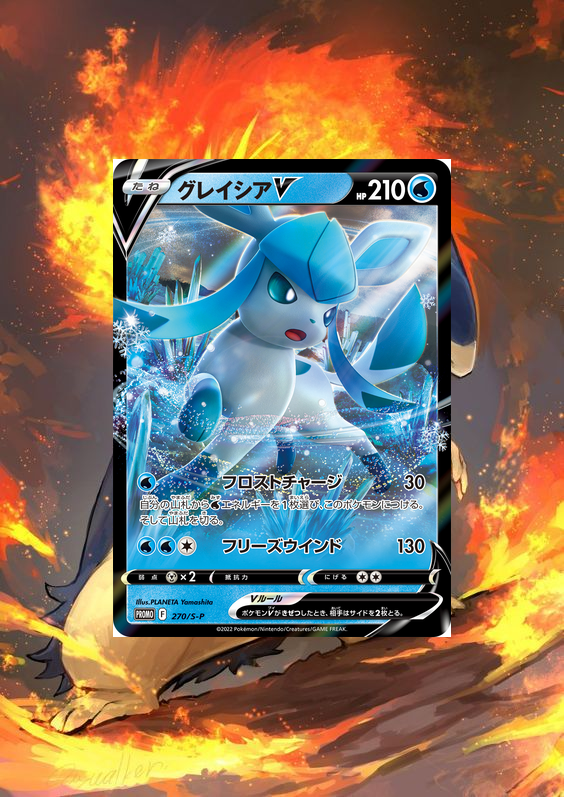 たね グレイシアV HP210
フロストチャージ 30
自分の山札から エネルギーを1枚選び、このポケモンにつける。
そして山札を切る。
フリーズウインド 130
弱点 ×2 抵抗力 にげる
Illus.PLANETA Yamashita
Vルール
ポケモンVがきぜつしたとき、相手はサイドを2枚とる。
PROMO F 270/S-P
©2022 Pokémon/Nintendo/Creatures/GAME FREAK.